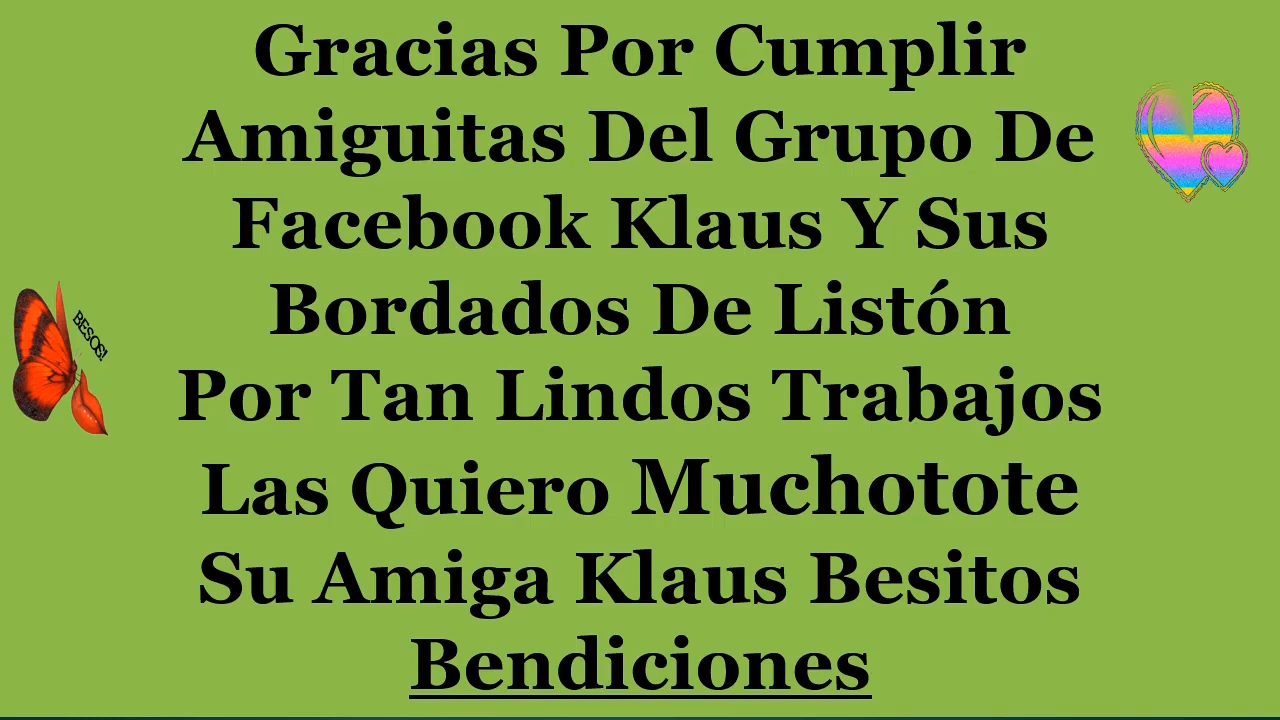 Gracias Por Cumplir
Amiguitas Del Grupo De
Facebook Klaus Y Sus
Bordados De Listón
BESOS!
Por Tan Lindos Trabajos
Las Quiero Muchotote
Su Amiga Klaus Besitos
Bendiciones